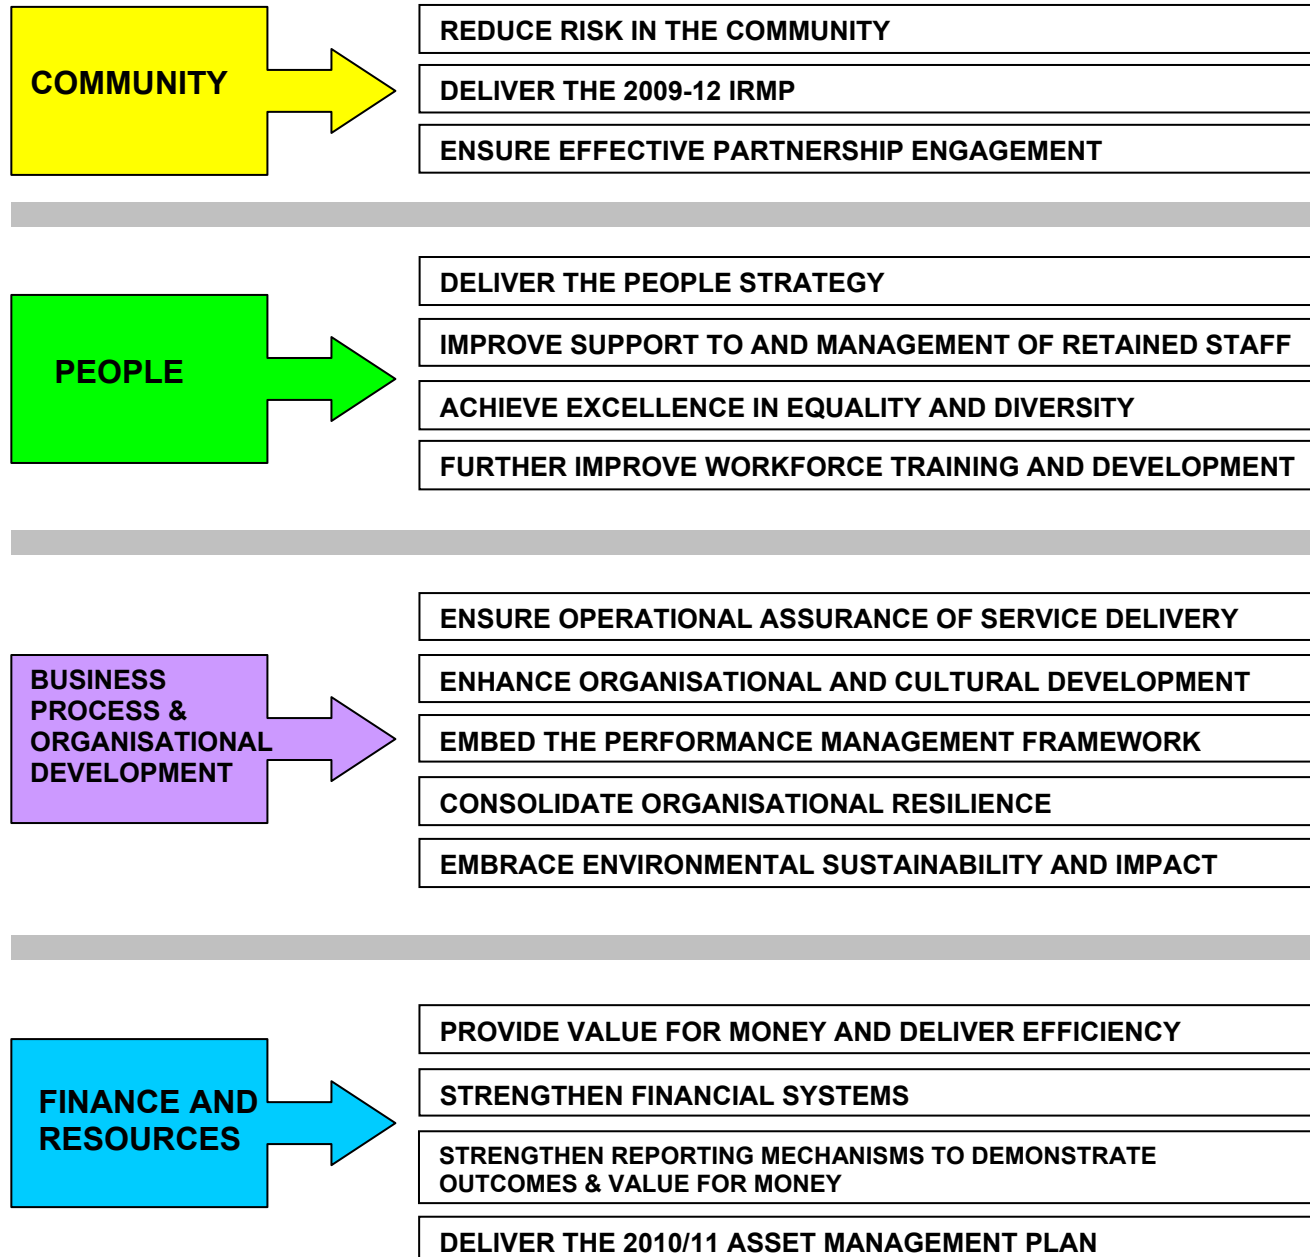 COMMUNITY
REDUCE RISK IN THE COMMUNITY
DELIVER THE 2009-12 IRMP
ENSURE EFFECTIVE PARTNERSHIP ENGAGEMENT
PEOPLE
DELIVER THE PEOPLE STRATEGY
IMPROVE SUPPORT TO AND MANAGEMENT OF RETAINED STAFF
ACHIEVE EXCELLENCE IN EQUALITY AND DIVERSITY
FURTHER IMPROVE WORKFORCE TRAINING AND DEVELOPMENT
BUSINESS
PROCESS &
ORGANISATIONAL
DEVELOPMENT
ENSURE OPERATIONAL ASSURANCE OF SERVICE DELIVERY
ENHANCE ORGANISATIONAL AND CULTURAL DEVELOPMENT
EMBED THE PERFORMANCE MANAGEMENT FRAMEWORK
CONSOLIDATE ORGANISATIONAL RESILIENCE
EMBRACE ENVIRONMENTAL SUSTAINABILITY AND IMPACT
FINANCE AND
RESOURCES
PROVIDE VALUE FOR MONEY AND DELIVER EFFICIENCY
STRENGTHEN FINANCIAL SYSTEMS
STRENGTHEN REPORTING MECHANISMS TO DEMONSTRATE
OUTCOMES & VALUE FOR MONEY
DELIVER THE 2010/11 ASSET MANAGEMENT PLAN